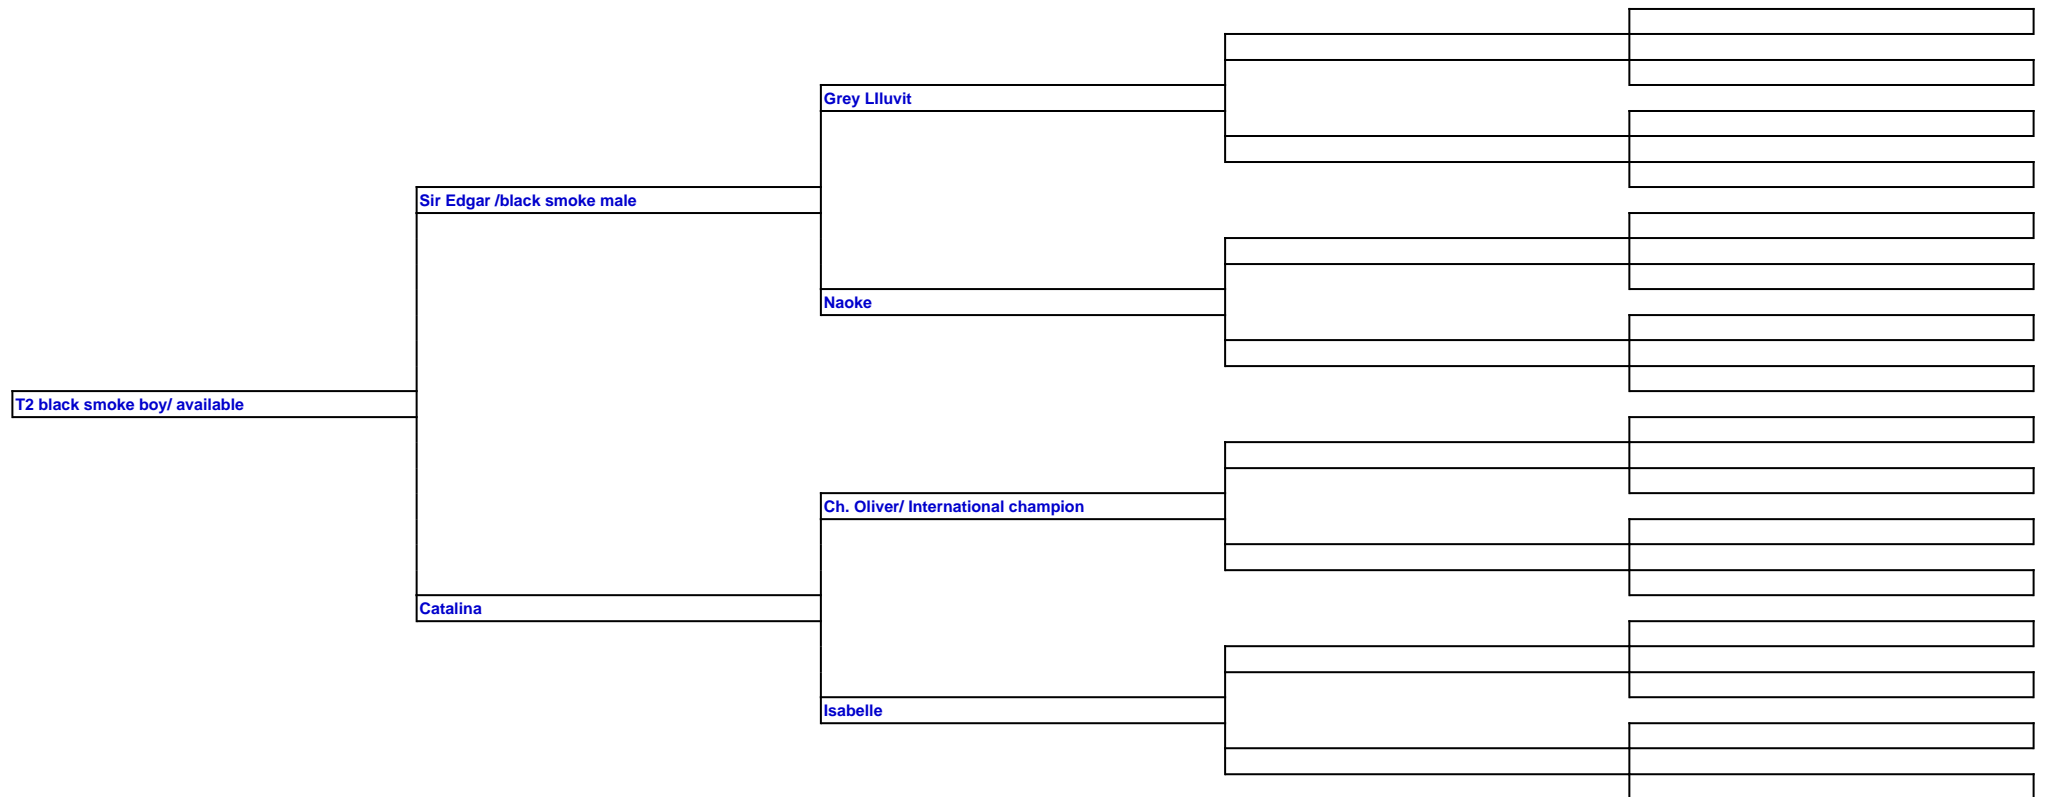 Grey Llluvit
Sir Edgar /black smoke male
Naoke
T2 black smoke boy/ available
Ch. Oliver/ International champion
Catalina
Isabelle